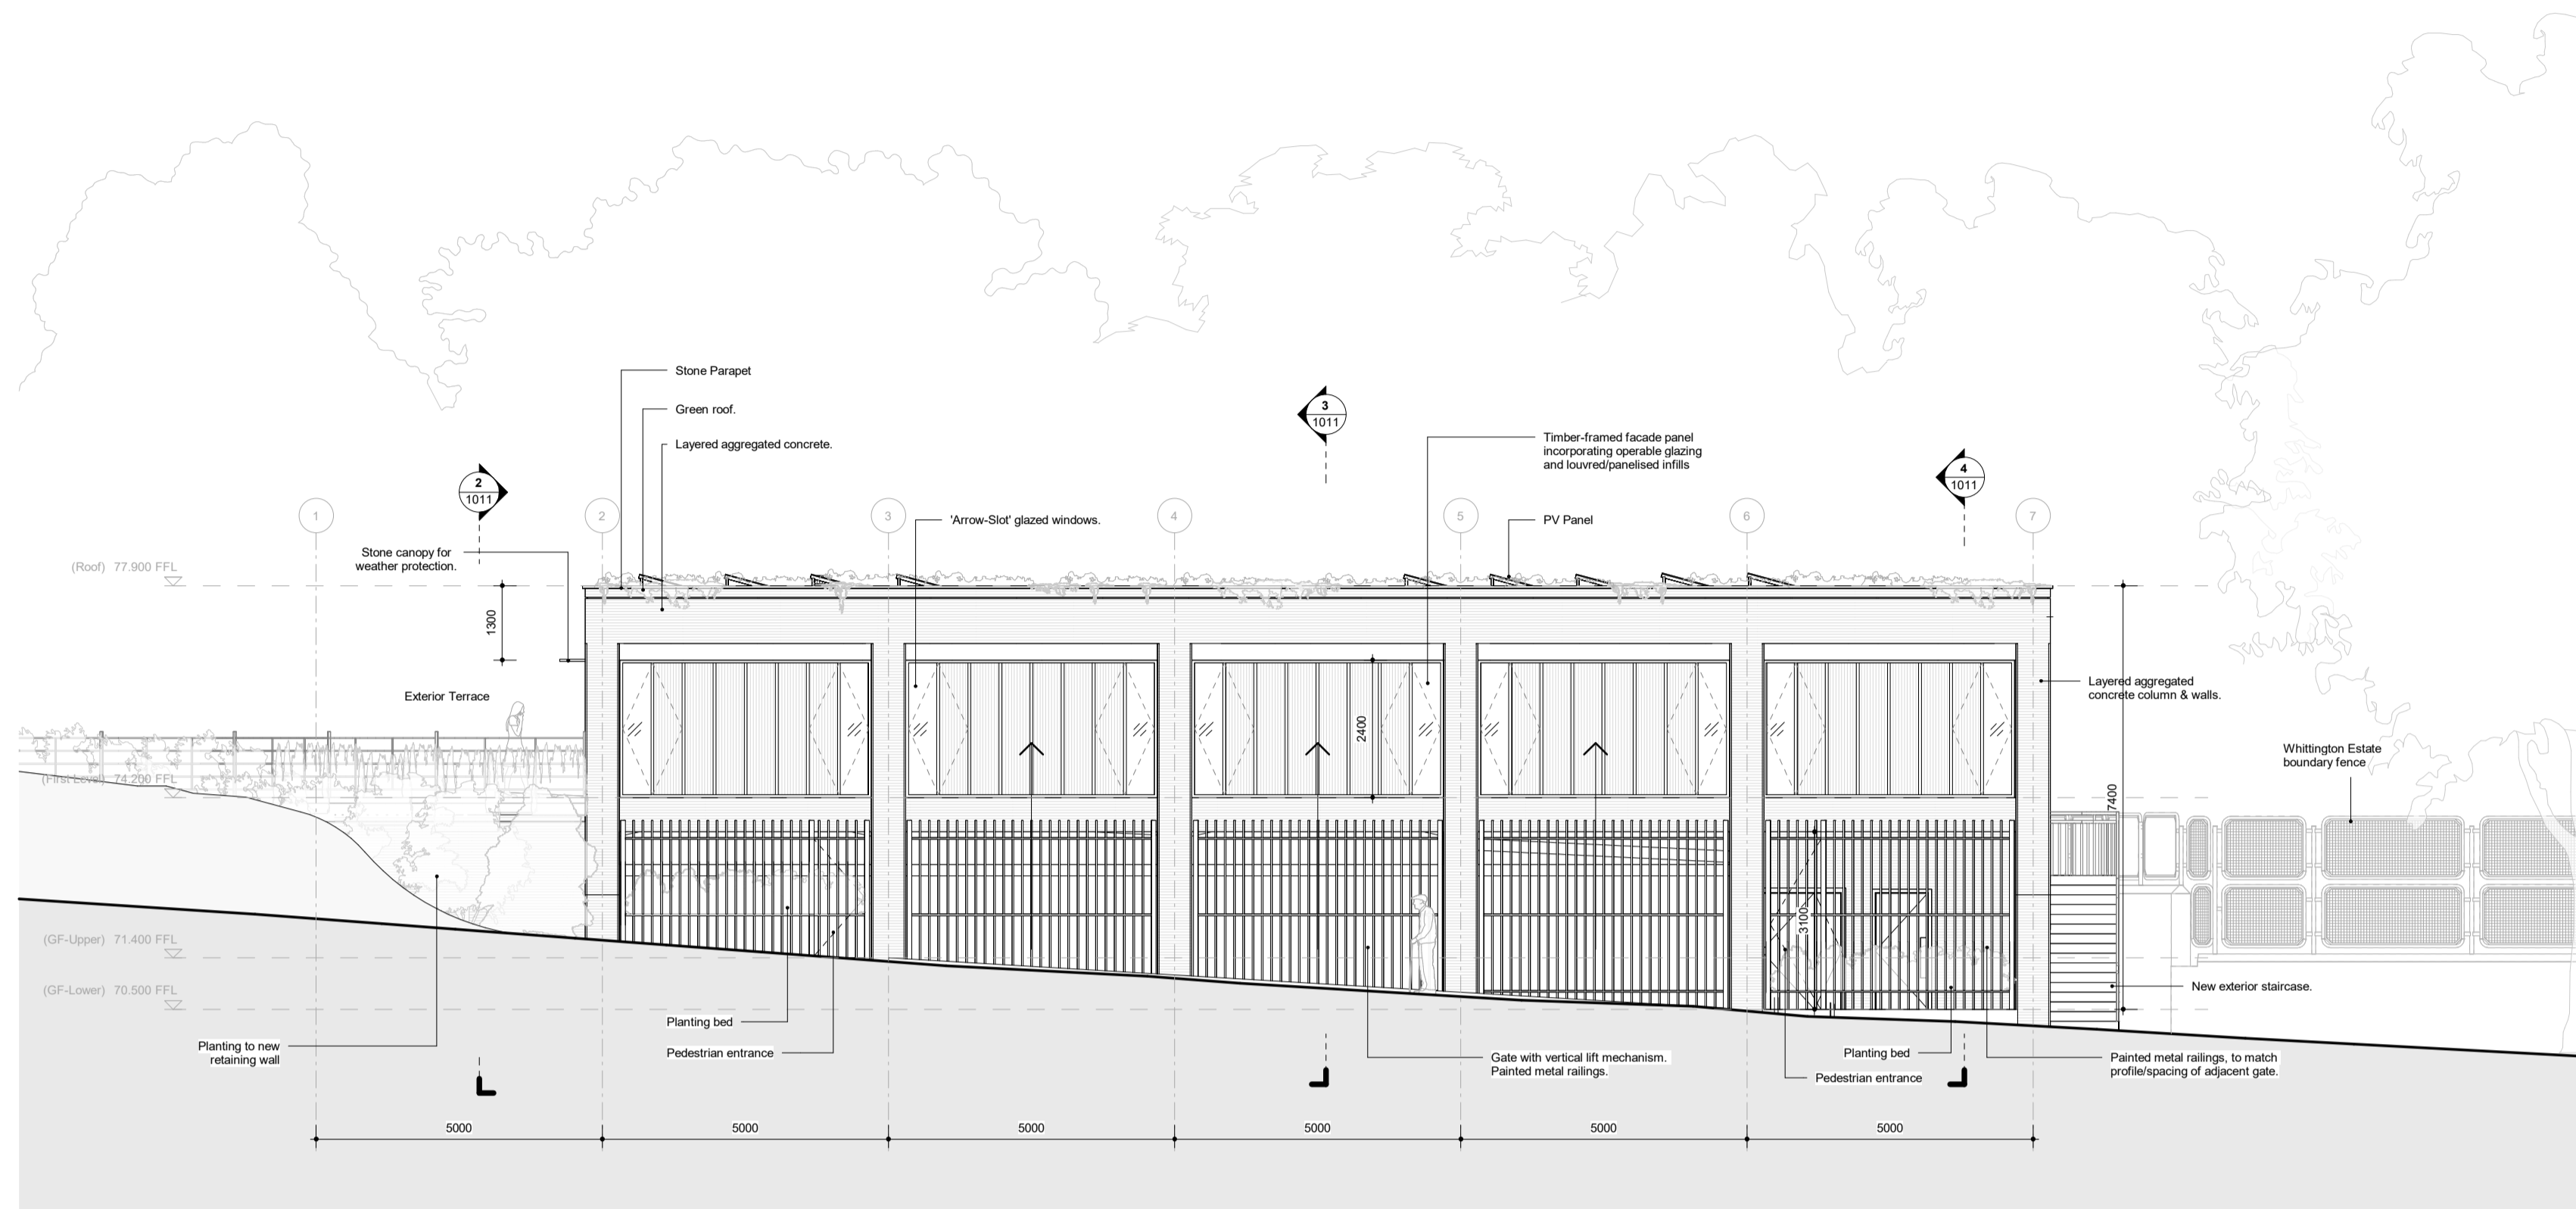 Stone Parapet
Green roof.
Layered aggregated concrete.
3
1011
Timber-framed facade panel
incorporating operable glazing
and louvred/panelised infills
2
1011
4
1011
1
2
3
4
5
6
7
'Arrow-Slot' glazed windows.
PV Panel
Stone canopy for
weather protection.
(Roof) 77.900 FFL
1300
Exterior Terrace
Layered aggregated
concrete column & walls.
2400
Whittington Estate
boundary fence
(First Level) 74.200 FFL
7400
3100
(GF-Upper) 71.400 FFL
(GF-Lower) 70.500 FFL
New exterior staircase.
Planting bed
Pedestrian entrance
Planting to new
retaining wall
Gate with vertical lift mechanism.
Painted metal railings.
Planting bed
Pedestrian entrance
Painted metal railings, to match
profile/spacing of adjacent gate.
5000
5000
5000
5000
5000
5000